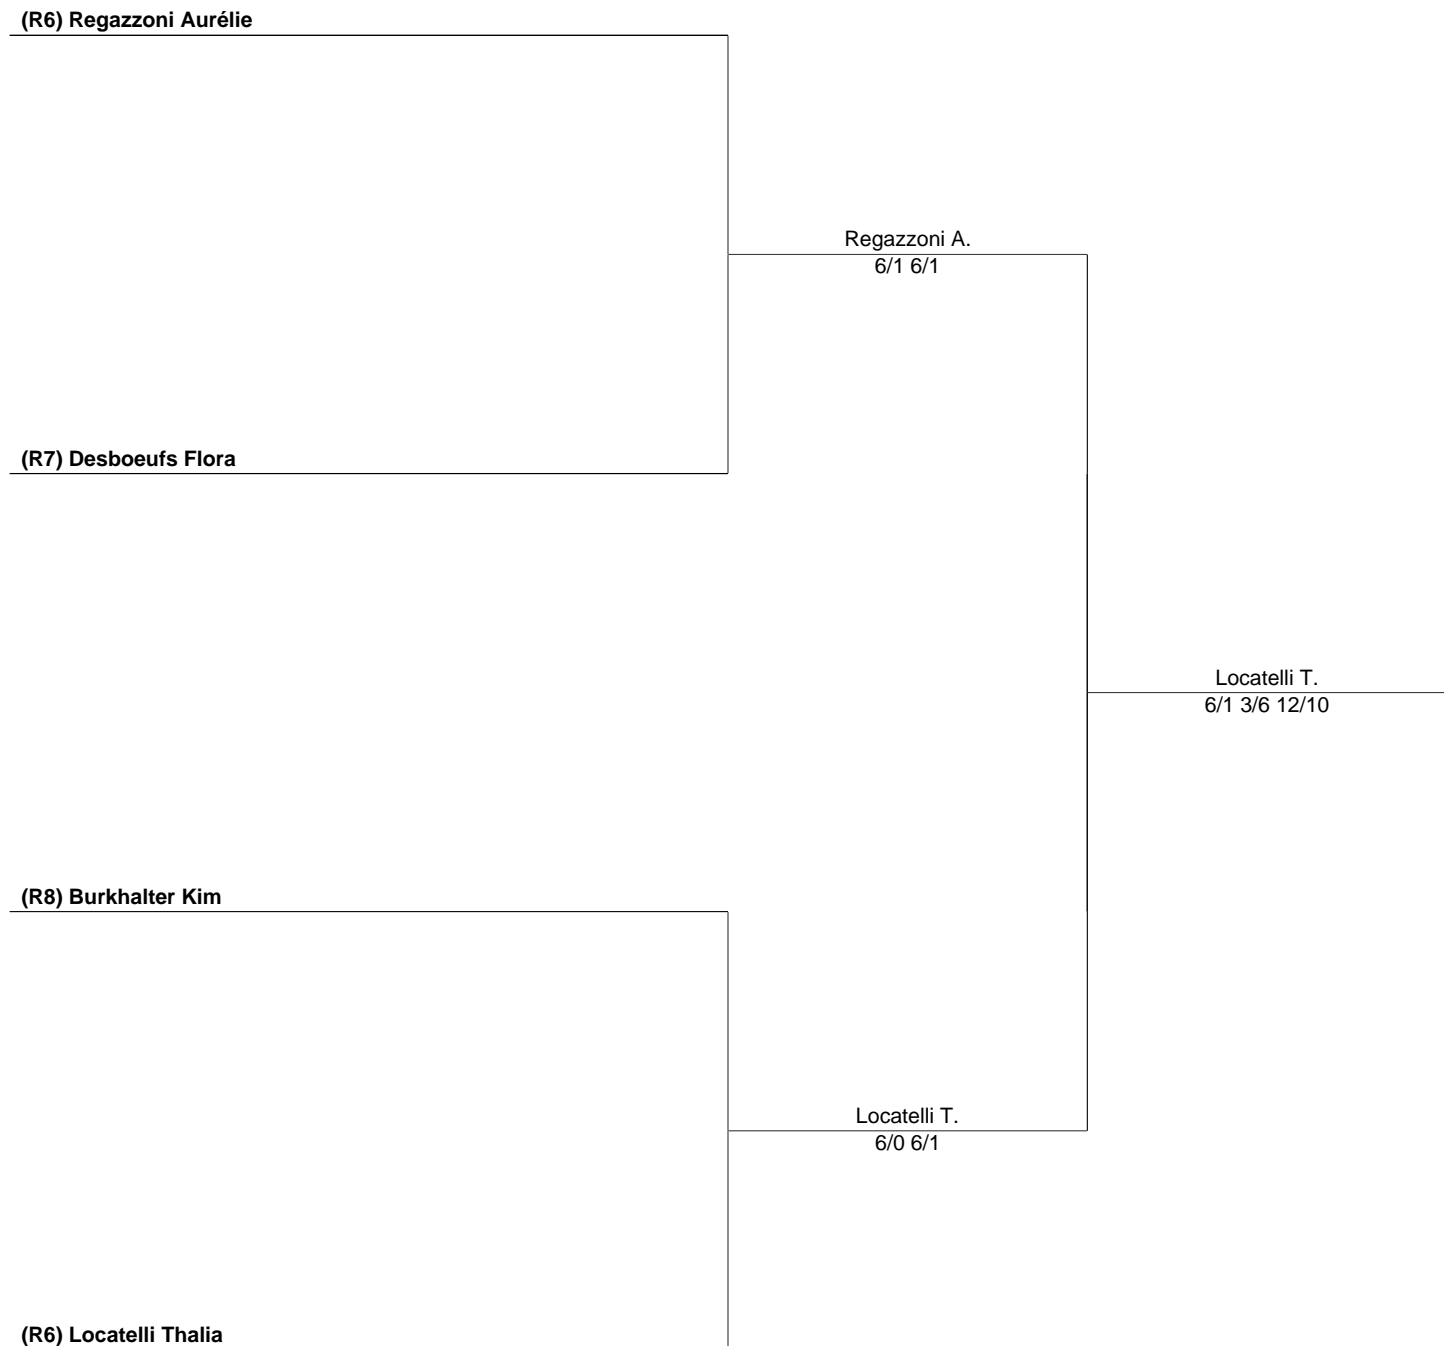 (R6) Regazzoni Aurélie
Regazzoni A.
6/1 6/1
(R7) Desboeufs Flora
Locatelli T.
6/1 3/6 12/10
(R8) Burkhalter Kim
Locatelli T.
6/0 6/1
(R6) Locatelli Thalia